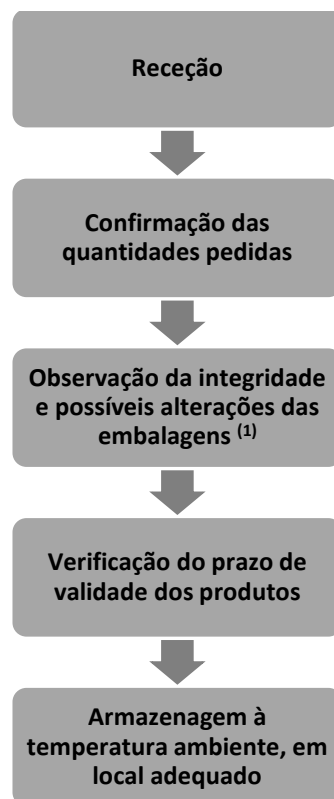 Receção
Confirmação das
quantidades pedidas
Observação da integridade
e possíveis alterações das
embalagens (1)
Verificação do prazo de
validade dos produtos
Armazenagem à
temperatura ambiente, em
local adequado